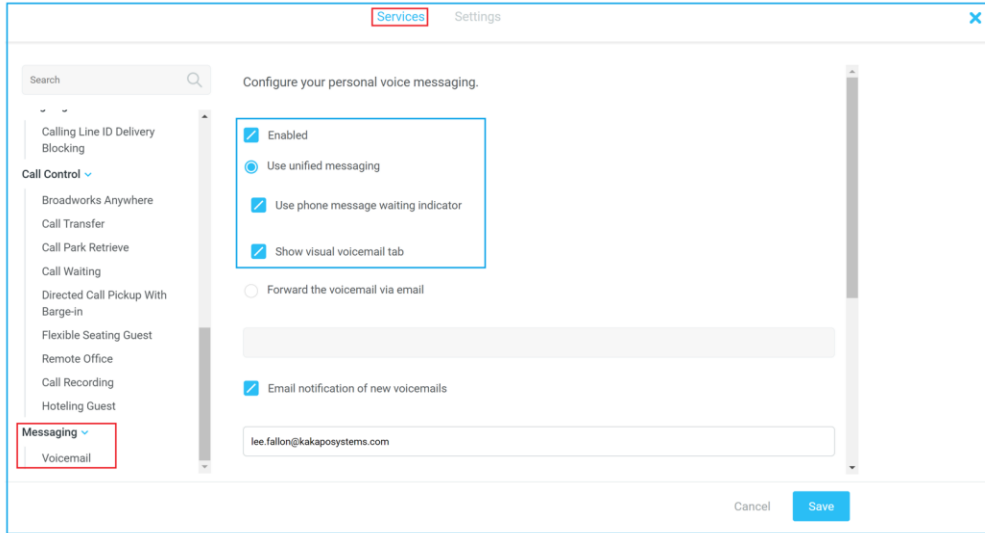 Services Settings
Search
Calling Line ID Delivery
Blocking
Call Control
Broadworks Anywhere
Call Transfer
Call Park Retrieve
Call Waiting
Directed Call Pickup With
Barge-in
Flexible Seating Guest
Remote Office
Call Recording
Hoteling Guest
Messaging
Voicemail
Configure your personal voice messaging.
Enabled
Use unified messaging
Use phone message waiting indicator
Show visual voicemail tab
Forward the voicemail via email
Email notification of new voicemails
lee.fallon@kakaposystems.com
Cancel Save